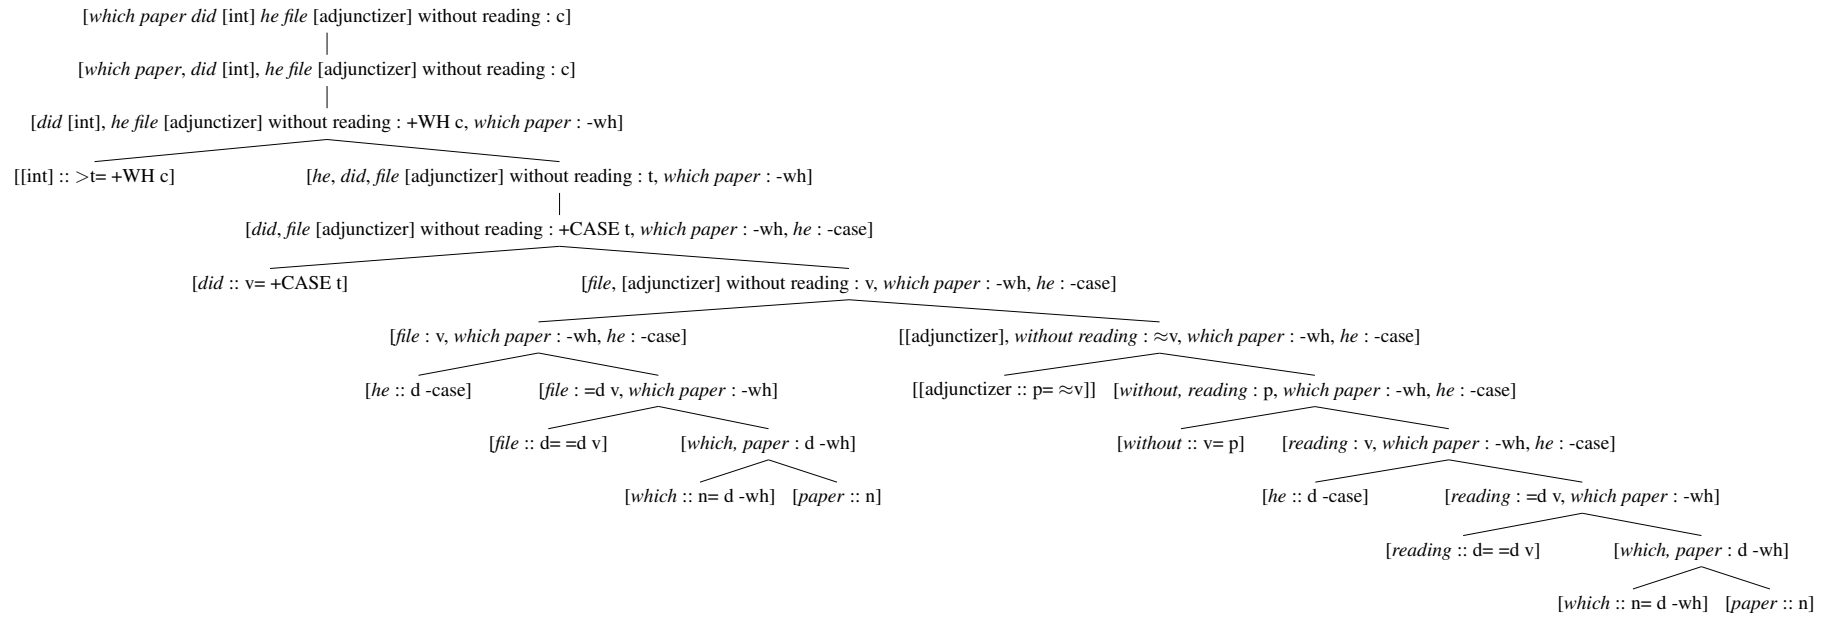 [which paper did [int] he file [adjunctizer] without reading : c]
[which paper, did [int], he file [adjunctizer] without reading : c]
[did [int], he file [adjunctizer] without reading : +WH c, which paper : -wh]
[[int] :: >t= +WH c] [he, did, file [adjunctizer] without reading : t, which paper : -wh]
[did, file [adjunctizer] without reading : +CASE t, which paper : -wh, he : -case]
[did :: v= +CASE t] [file, [adjunctizer] without reading : v, which paper : -wh, he : -case]
[file : v, which paper : -wh, he : -case] [[adjunctizer], without reading : ≈v, which paper : -wh, he : -case]
[he :: d -case] [file : =d v, which paper : -wh] [[adjunctizer :: p= ≈v]] [without, reading : p, which paper : -wh, he : -case]
[file :: d= =d v] [which, paper : d -wh] [without :: v= p] [reading : v, which paper : -wh, he : -case]
[which :: n= d -wh] [paper :: n] [he :: d -case] [reading : =d v, which paper : -wh]
[reading :: d= =d v] [which, paper : d -wh]
[which :: n= d -wh] [paper :: n]